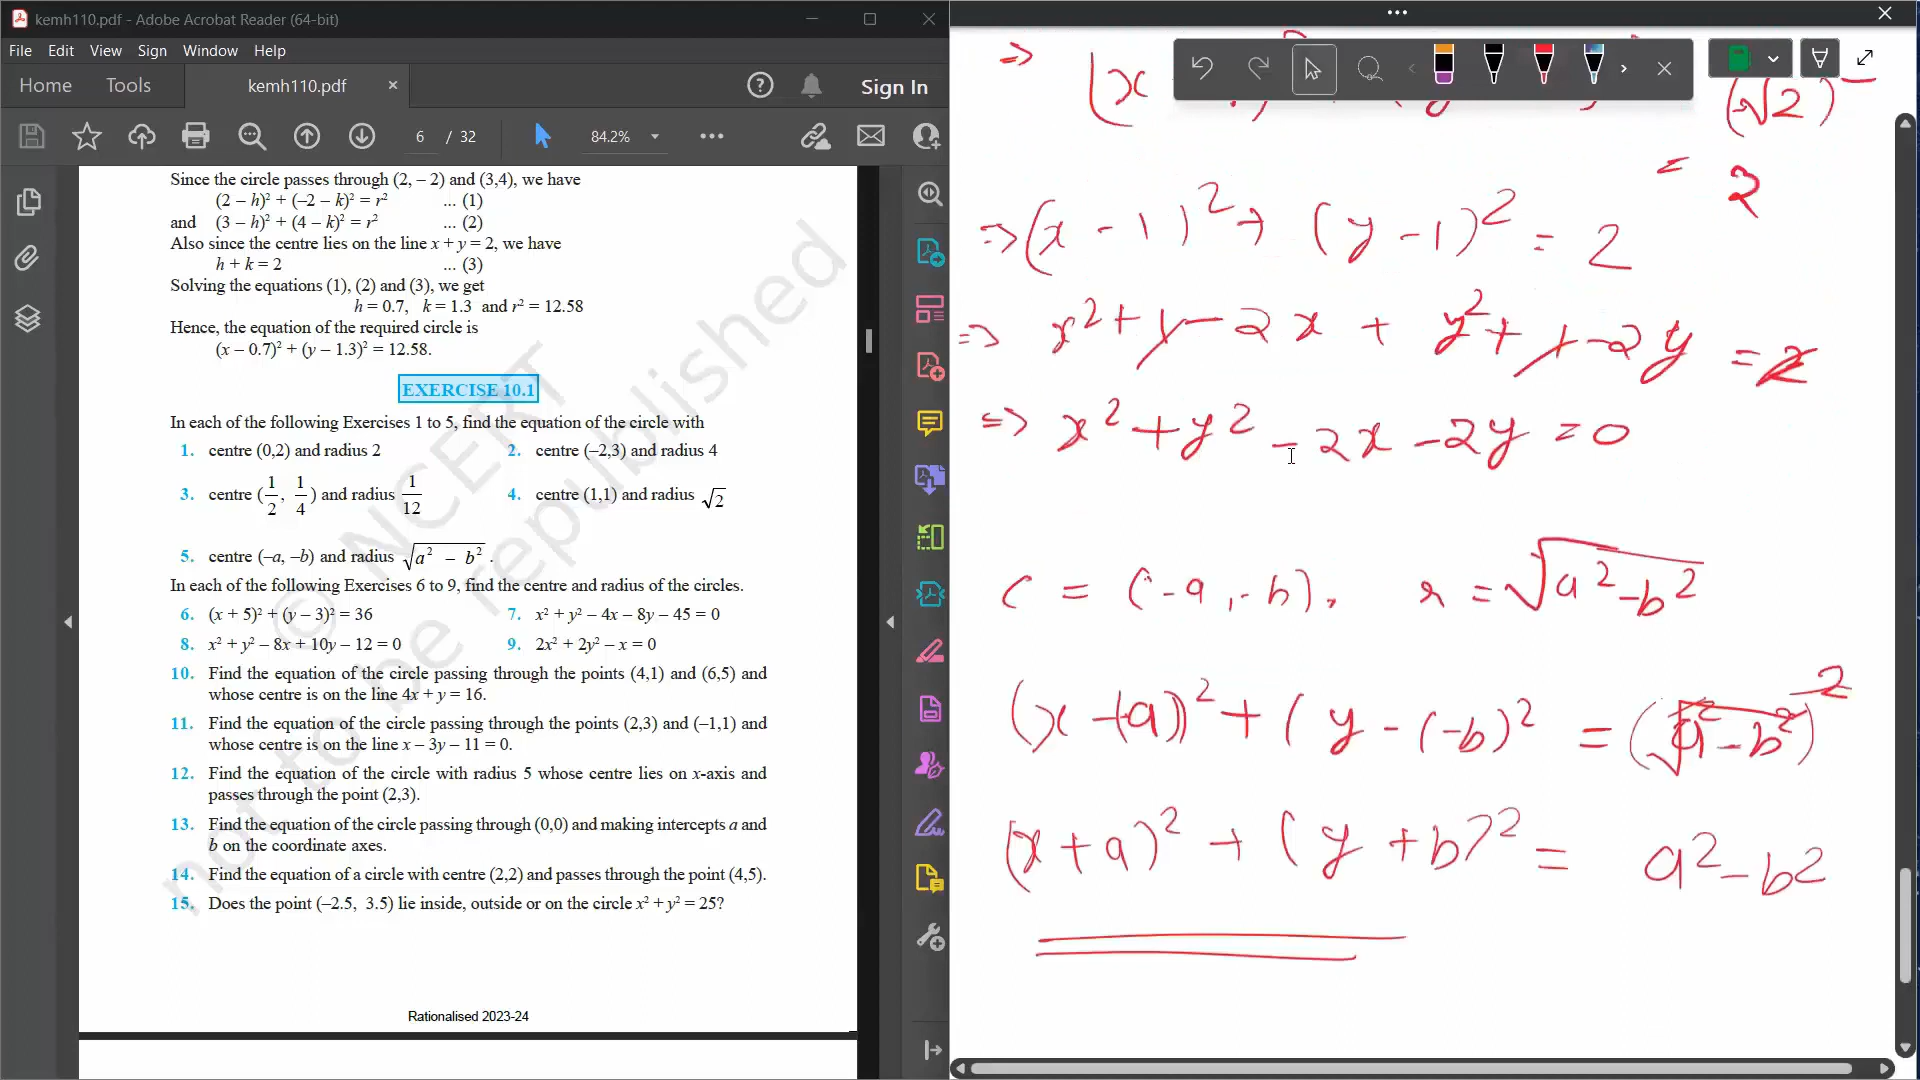 kemh110.pdf - Adobe Acrobat Reader (64-bit)
File Edit View Sign Window Help
Home Tools kemh110.pdf × Sign In
6 / 32 84.2%
Since the circle passes through (2, – 2) and (3,4), we have
(2 – h)² + (–2 – k)² = r² ... (1)
and (3 – h)² + (4 – k)² = r² ... (2)
Also since the centre lies on the line x + y = 2, we have
h + k = 2 ... (3)
Solving the equations (1), (2) and (3), we get
h = 0.7, k = 1.3 and r² = 12.58
Hence, the equation of the required circle is
(x – 0.7)² + (y – 1.3)² = 12.58.
EXERCISE 10.1
In each of the following Exercises 1 to 5, find the equation of the circle with
1. centre (0,2) and radius 2 2. centre (–2,3) and radius 4
3. centre (1/2, 1/4) and radius 1/12 4. centre (1,1) and radius √2
5. centre (–a, –b) and radius √(a² – b²).
In each of the following Exercises 6 to 9, find the centre and radius of the circles.
6. (x + 5)² + (y – 3)² = 36 7. x² + y² – 4x – 8y – 45 = 0
8. x² + y² – 8x + 10y – 12 = 0 9. 2x² + 2y² – x = 0
10. Find the equation of the circle passing through the points (4,1) and (6,5) and
whose centre is on the line 4x + y = 16.
11. Find the equation of the circle passing through the points (2,3) and (–1,1) and
whose centre is on the line x – 3y – 11 = 0.
12. Find the equation of the circle with radius 5 whose centre lies on x-axis and
passes through the point (2,3).
13. Find the equation of the circle passing through (0,0) and making intercepts a and
b on the coordinate axes.
14. Find the equation of a circle with centre (2,2) and passes through the point (4,5).
15. Does the point (–2.5, 3.5) lie inside, outside or on the circle x² + y² = 25?
Rationalised 2023-24
© NCERT
not to be republished
⇒ (x (√2)
= 2
⇒ (x - 1)² + (y - 1)² = 2
⇒ x² + 1 - 2x + y² + 1 - 2y = 2
⇒ x² + y² - 2x - 2y = 0
C = (-a, -b), r = √(a² - b²)
(x - (-a))² + (y - (-b))² = (√(a² - b²))²
(x + a)² + (y + b)² = a² - b²